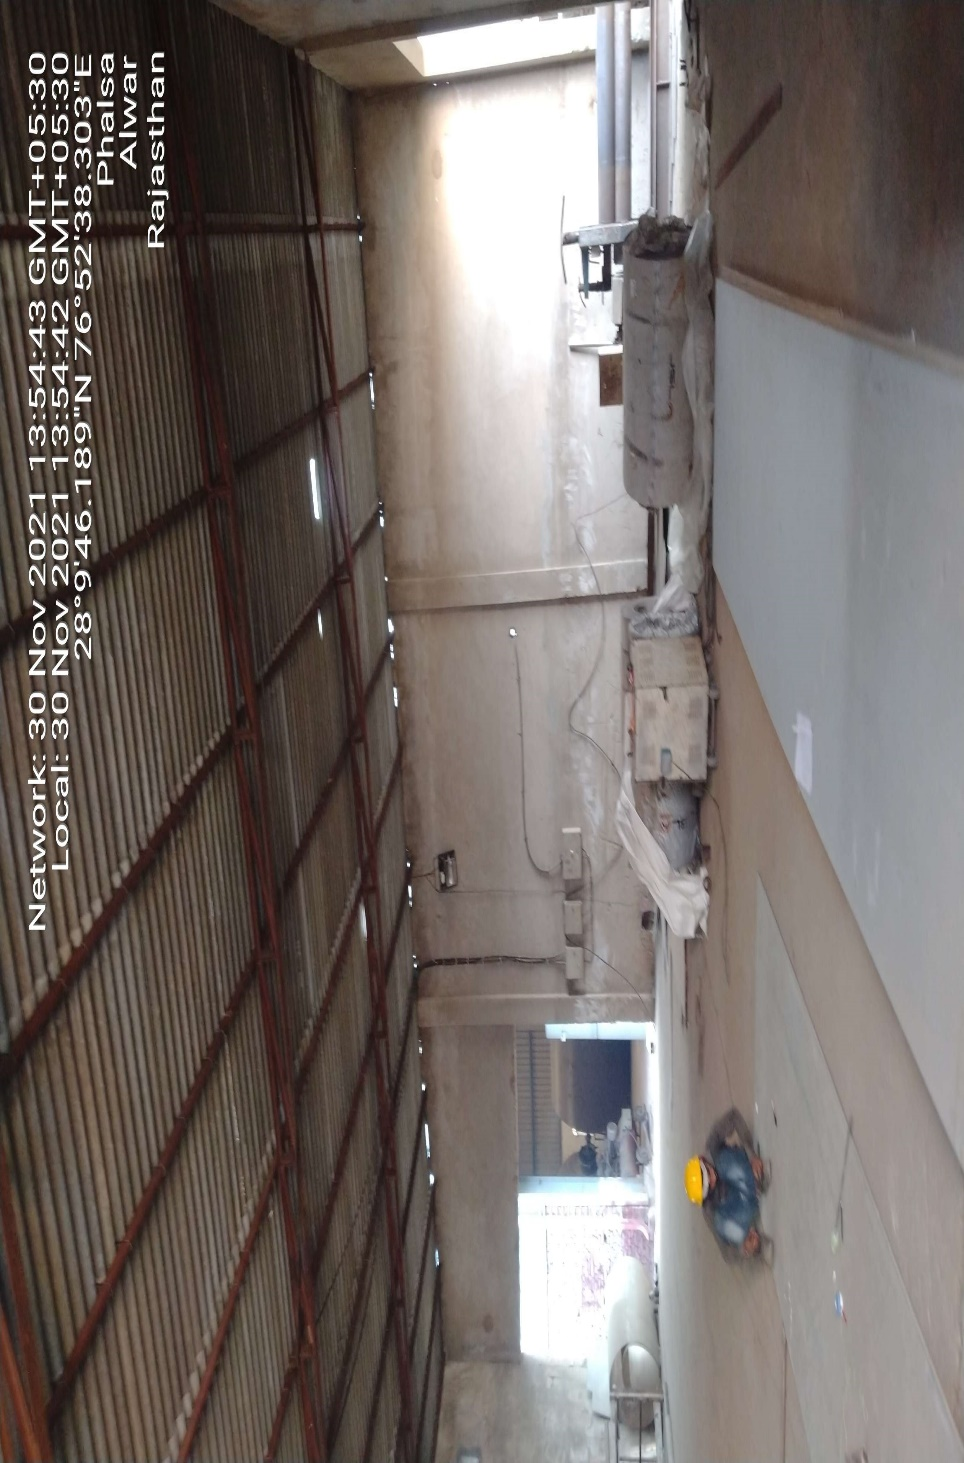 Network: 30 Nov 2021 13:54:43 GMT+05:30
Local: 30 Nov 2021 13:54:42 GMT+05:30
28°9'46.189"N 76°52'38.303"E
Phalsa
Alwar
Rajasthan